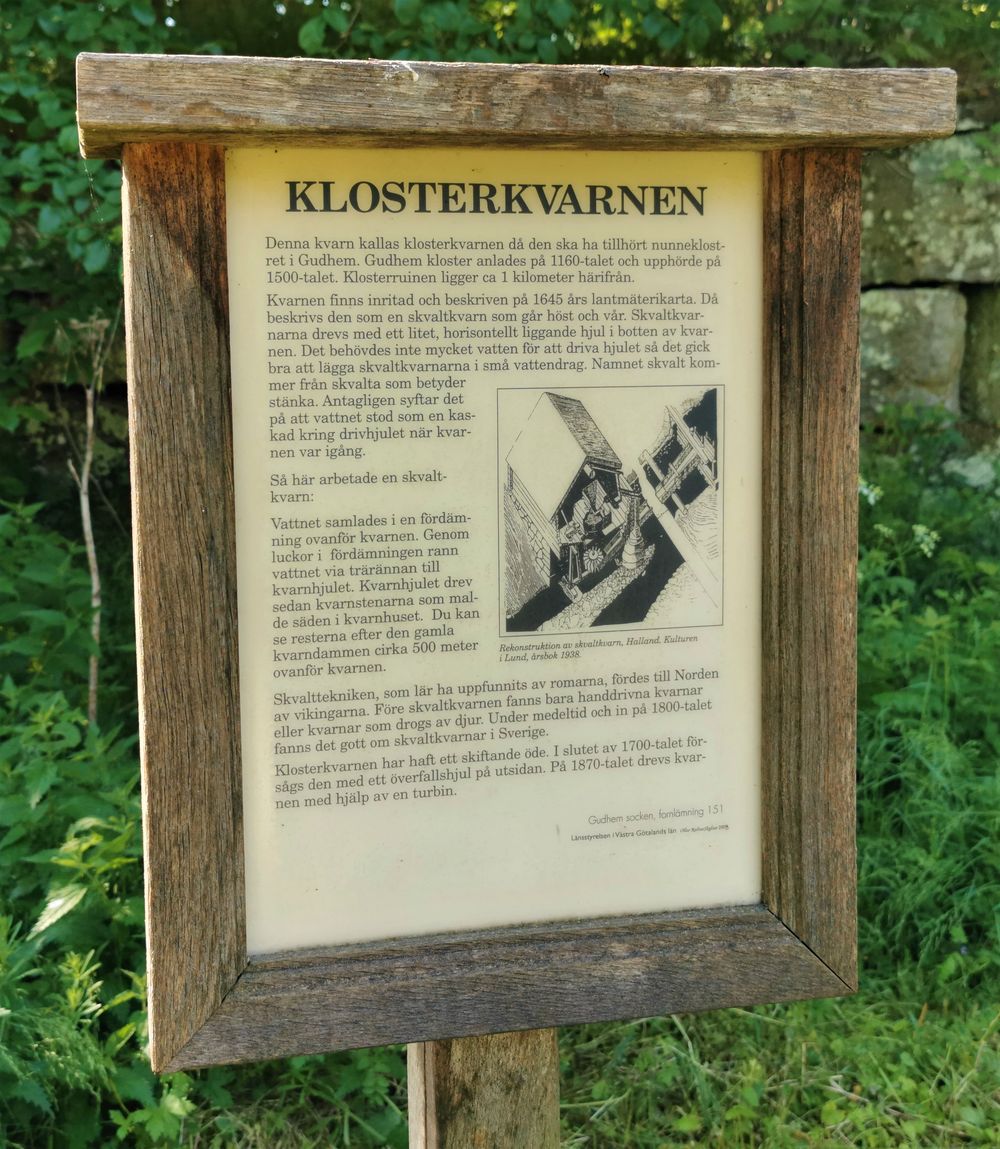 KLOSTERKVARNEN
Denna kvarn kallas klosterkvarnen då den ska ha tillhört nunneklost-
ret i Gudhem. Gudhem kloster anlades på 1160-talet och upphörde på
1500-talet. Klosterruinen ligger ca 1 kilometer härifrån.
Kvarnen finns inritad och beskriven på 1645 års lantmäterikarta. Då
beskrivs den som en skvaltkvarn som går höst och vår. Skvaltkvar-
narna drevs med ett litet, horisontellt liggande hjul i botten av kvar-
nen. Det behövdes inte mycket vatten för att driva hjulet så det gick
bra att lägga skvaltkvarnarna i små vattendrag. Namnet skvalt kom-
mer från skvalta som betyder
stänka. Antagligen syftar det
på att vattnet stod som en kas-
kad kring drivhjulet när kvar-
nen var igång.
Så här arbetade en skvalt-
kvarn:
Vattnet samlades i en fördäm-
ning ovanför kvarnen. Genom
luckor i fördämningen rann
vattnet via trärännan till
kvarnhjulet. Kvarnhjulet drev
sedan kvarnstenarna som mal-
de säden i kvarnhuset. Du kan
se resterna efter den gamla
kvarndammen cirka 500 meter
ovanför kvarnen.
Rekonstruktion av skvaltkvarn, Halland. Kulturen
i Lund, årsbok 1938.
Skvalttekniken, som lär ha uppfunnits av romarna, fördes till Norden
av vikingarna. Före skvaltkvarnen fanns bara handdrivna kvarnar
eller kvarnar som drogs av djur. Under medeltid och in på 1800-talet
fanns det gott om skvaltkvarnar i Sverige.
Klosterkvarnen har haft ett skiftande öde. I slutet av 1700-talet för-
sågs den med ett överfallshjul på utsidan. På 1870-talet drevs kvar-
nen med hjälp av en turbin.
Gudhem socken, fornlämning 151
Länsstyrelsen i Västra Götalands län